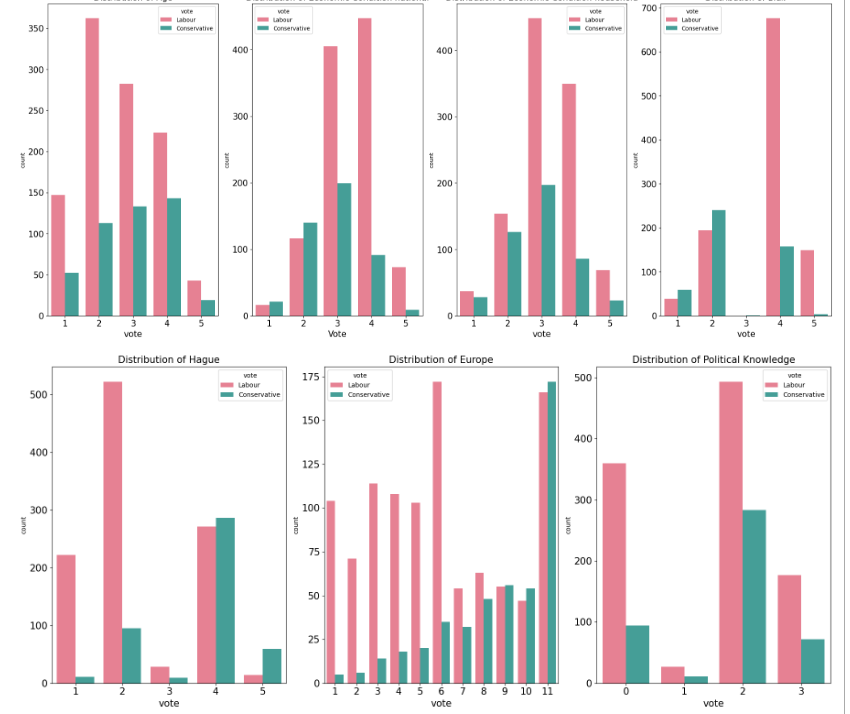 vote
Labour
Conservative
350
300
250
200
150
100
50
0
count
1 2 3 4 5
vote
vote
Labour
Conservative
400
300
200
100
0
count
1 2 3 4 5
Vote
vote
Labour
Conservative
400
300
200
100
0
count
1 2 3 4 5
vote
vote
Labour
Conservative
700
600
500
400
300
200
100
0
count
1 2 3 4 5
vote
Distribution of Hague
vote
Labour
Conservative
500
400
300
200
100
0
count
1 2 3 4 5
vote
Distribution of Europe
vote
Labour
Conservative
175
150
125
100
75
50
25
0
count
1 2 3 4 5 6 7 8 9 10 11
vote
Distribution of Political Knowledge
vote
Labour
Conservative
500
400
300
200
100
0
count
0 1 2 3
vote